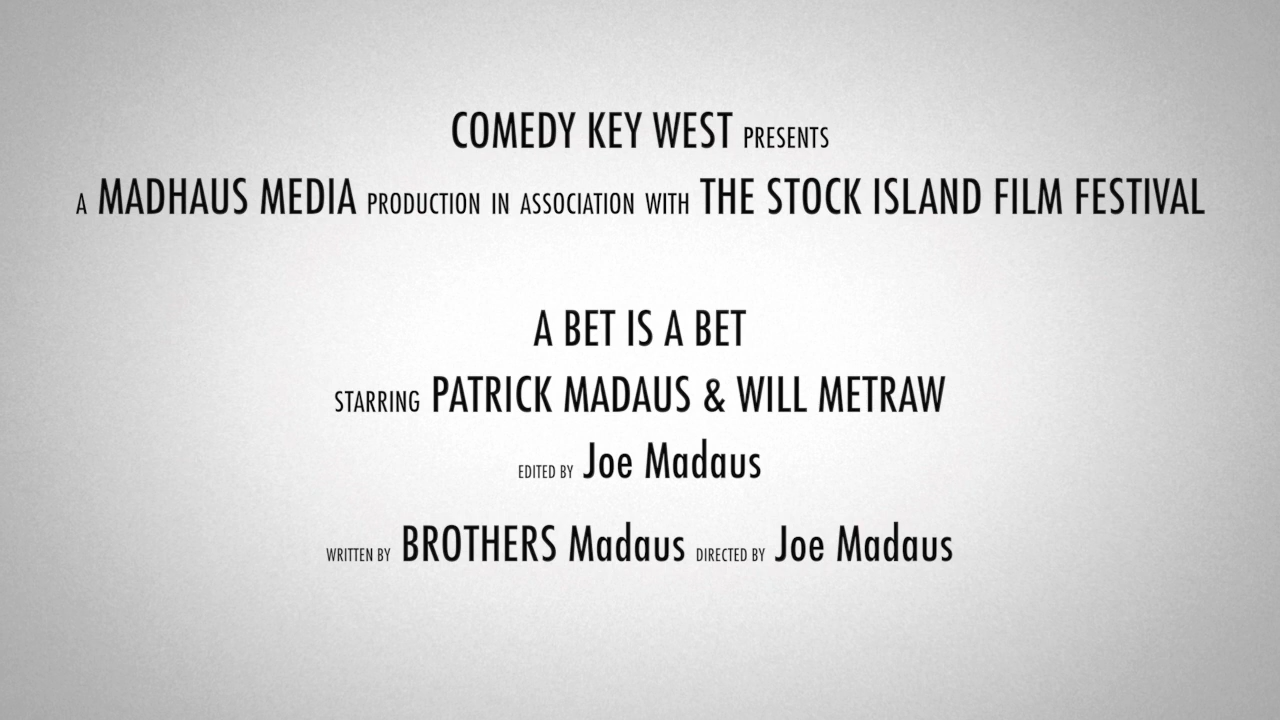 COMEDY KEY WEST PRESENTS
A MADHAUS MEDIA PRODUCTION IN ASSOCIATION WITH THE STOCK ISLAND FILM FESTIVAL
A BET IS A BET
STARRING PATRICK MADAUS & WILL METRAW
EDITED BY Joe Madaus
WRITTEN BY BROTHERS Madaus DIRECTED BY Joe Madaus